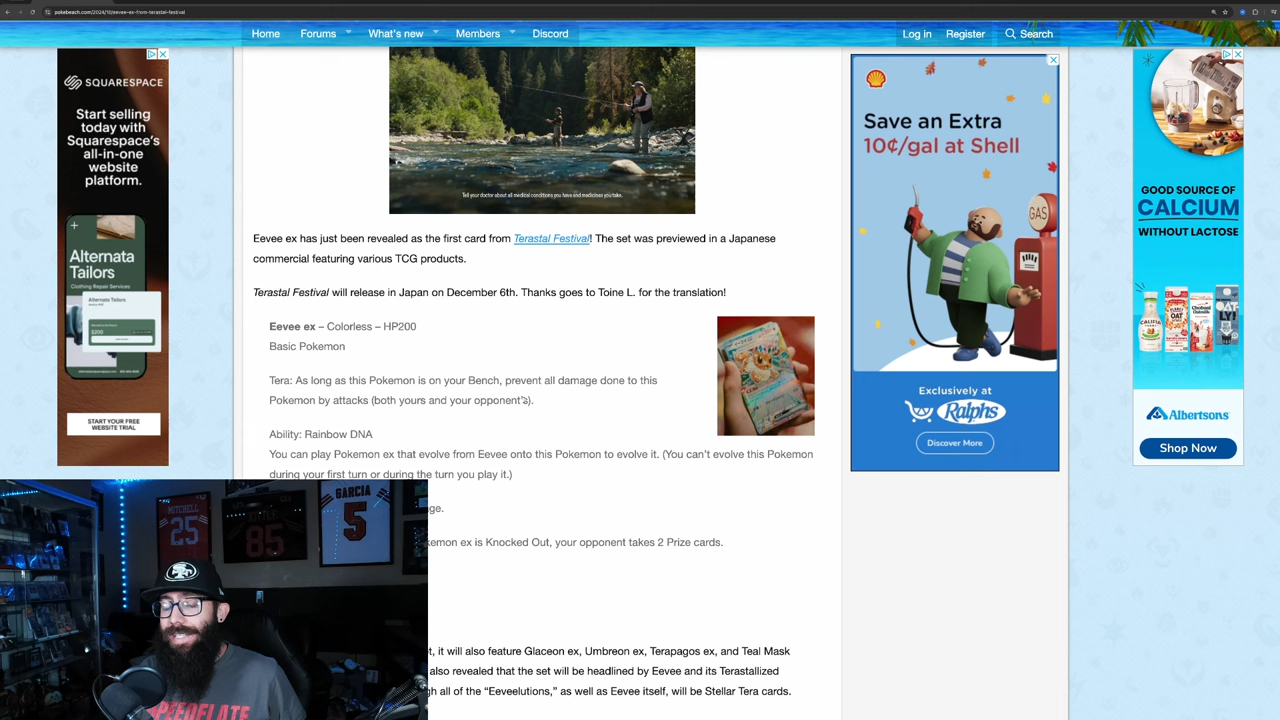 pokebeach.com/2024/10/eevee-ex-from-terastal-festival
Home Forums What's new Members Discord Log in Register Search
SQUARESPACE
Start selling
today with
Squarespace's
all-in-one
website
platform.
Alternata
Tailors
Clothing Repair Services
Alternata Tailors
$200
START YOUR FREE
WEBSITE TRIAL
Tell your doctor about all medical conditions you have and medicines you take.
Eevee ex has just been revealed as the first card from Terastal Festival! The set was previewed in a Japanese
commercial featuring various TCG products.
Terastal Festival will release in Japan on December 6th. Thanks goes to Toine L. for the translation!
Eevee ex – Colorless – HP200
Basic Pokemon
Tera: As long as this Pokemon is on your Bench, prevent all damage done to this
Pokemon by attacks (both yours and your opponent's).
Ability: Rainbow DNA
You can play Pokemon ex that evolve from Eevee onto this Pokemon to evolve it. (You can't evolve this Pokemon
during your first turn or during the turn you play it.)
ge.
emon ex is Knocked Out, your opponent takes 2 Prize cards.
t, it will also feature Glaceon ex, Umbreon ex, Terapagos ex, and Teal Mask
also revealed that the set will be headlined by Eevee and its Terastallized
gh all of the “Eeveelutions,” as well as Eevee itself, will be Stellar Tera cards.
Save an Extra
10¢/gal at Shell
GAS
Exclusively at
Ralphs
Discover More
GOOD SOURCE OF
CALCIUM
WITHOUT LACTOSE
Albertsons
Shop Now
MITCHELL
25
85
GARCIA
5